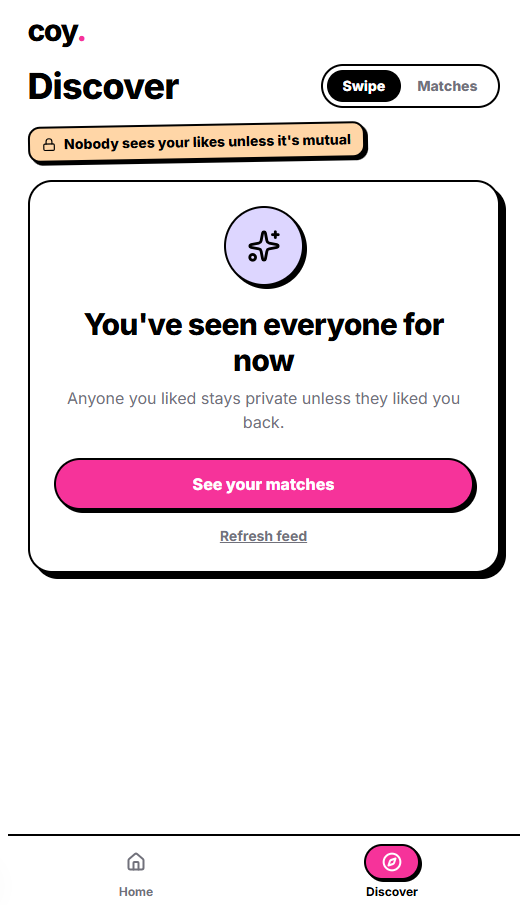 coy.
Discover
Swipe
Matches
Nobody sees your likes unless it's mutual
You've seen everyone for
now
Anyone you liked stays private unless they liked you
back.
See your matches
Refresh feed
Home
Discover